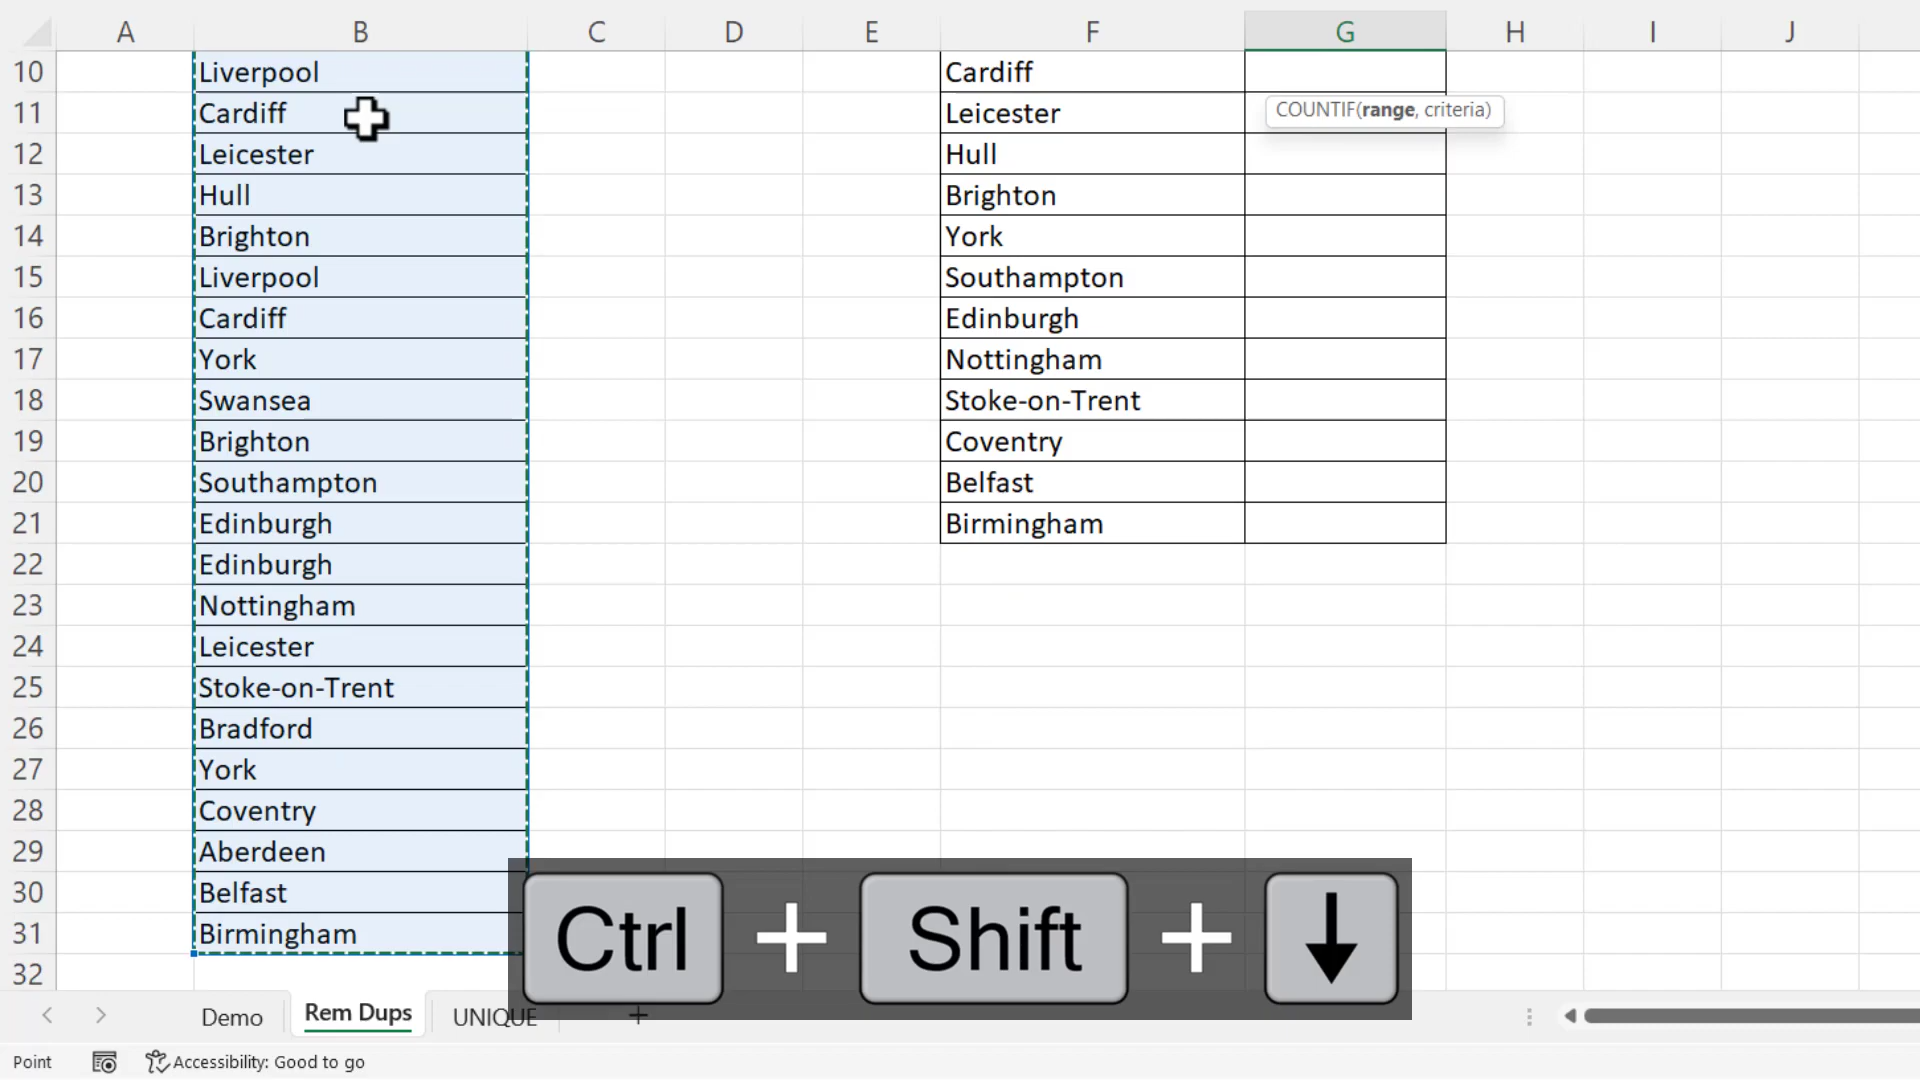 A B C D E F G H I J
10 Liverpool Cardiff
11 Cardiff Leicester COUNTIF(range, criteria)
12 Leicester Hull
13 Hull Brighton
14 Brighton York
15 Liverpool Southampton
16 Cardiff Edinburgh
17 York Nottingham
18 Swansea Stoke-on-Trent
19 Brighton Coventry
20 Southampton Belfast
21 Edinburgh Birmingham
22 Edinburgh
23 Nottingham
24 Leicester
25 Stoke-on-Trent
26 Bradford
27 York
28 Coventry
29 Aberdeen
30 Belfast
31 Birmingham
Ctrl + Shift + ↓
32
Demo Rem Dups UNIQUE +
Point Accessibility: Good to go